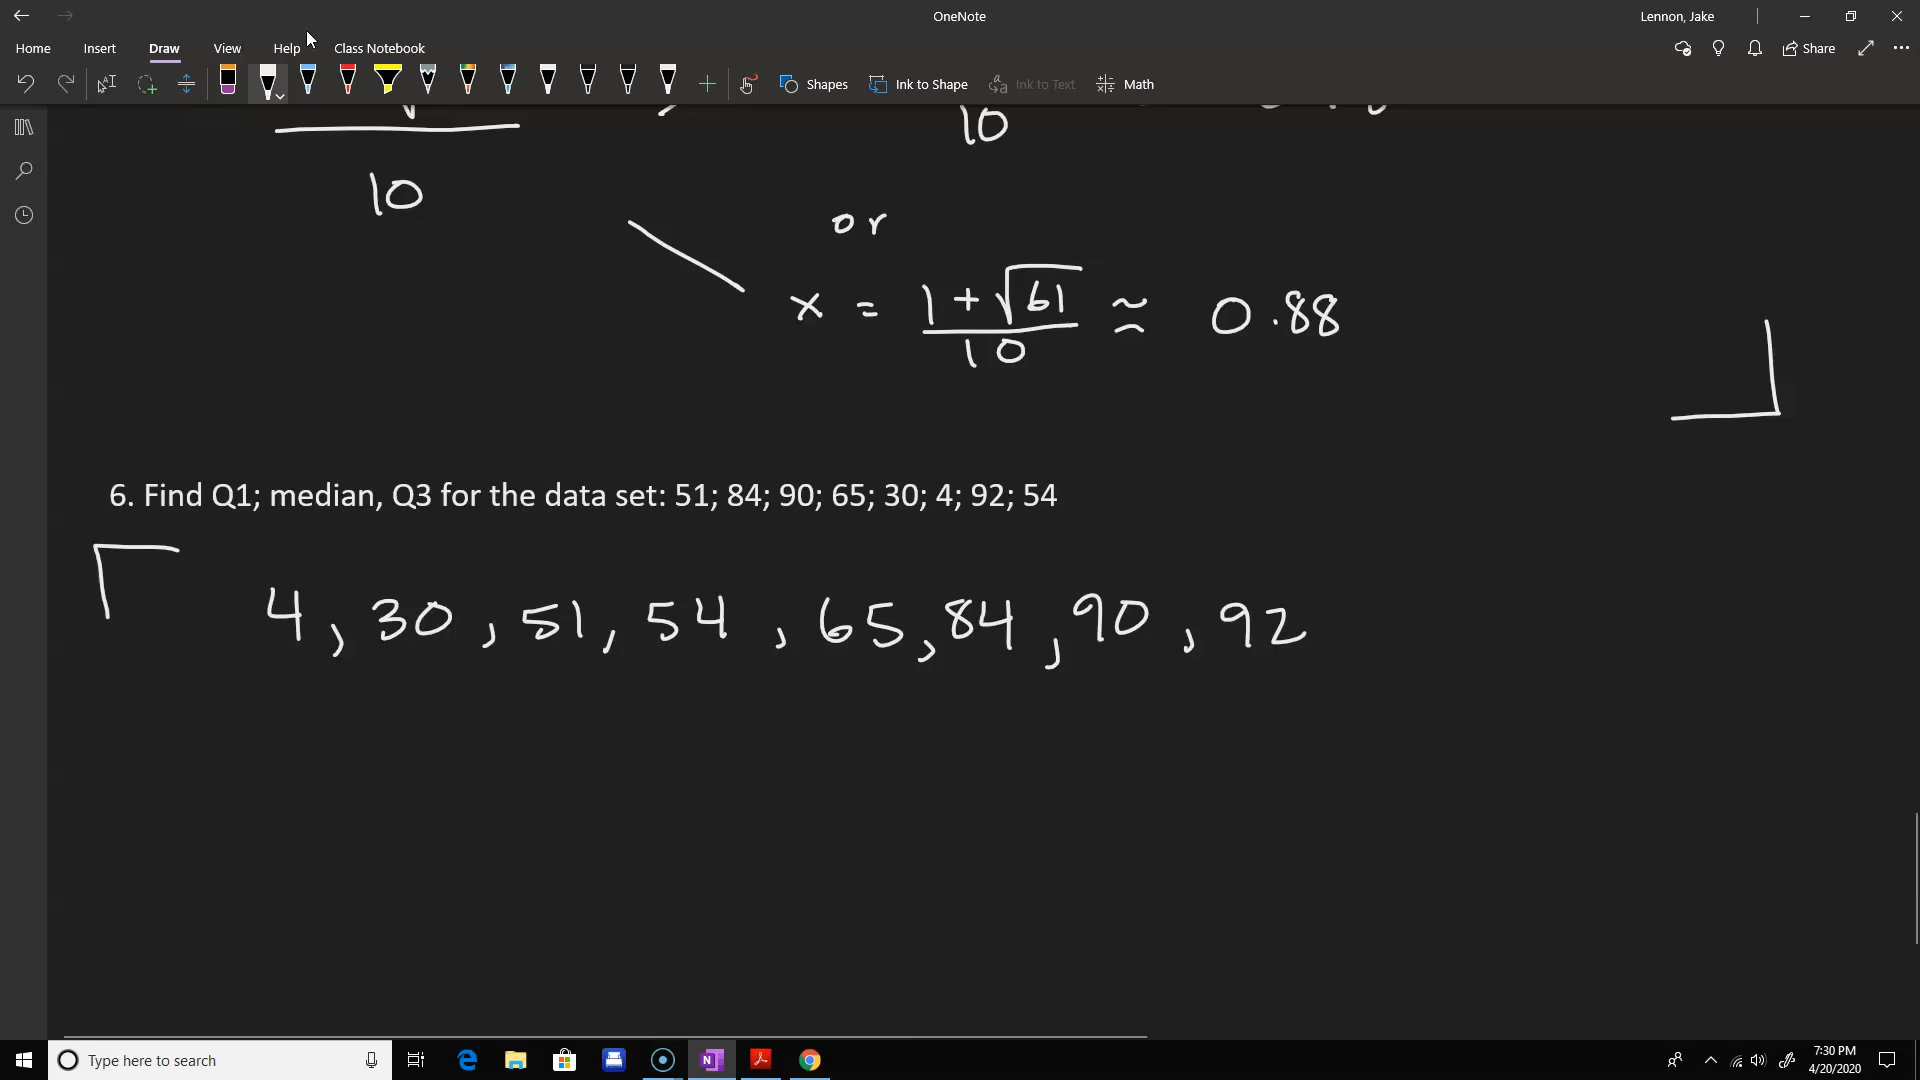 OneNote
Lennon, Jake
Home Insert Draw View Help Class Notebook
Share
Shapes Ink to Shape Ink to Text Math
10
10
or
x = 1 + √61 ≈ 0.88
10
6. Find Q1; median, Q3 for the data set: 51; 84; 90; 65; 30; 4; 92; 54
4, 30, 51, 54, 65, 84, 90, 92
Type here to search
7:30 PM
4/20/2020